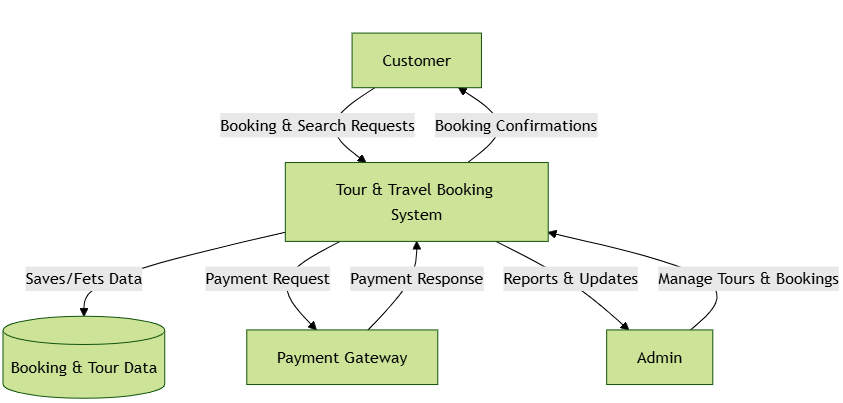 Customer
Booking & Search Requests
Booking Confirmations
Tour & Travel Booking
System
Saves/Fets Data
Payment Request
Payment Response
Reports & Updates
Manage Tours & Bookings
Booking & Tour Data
Payment Gateway
Admin